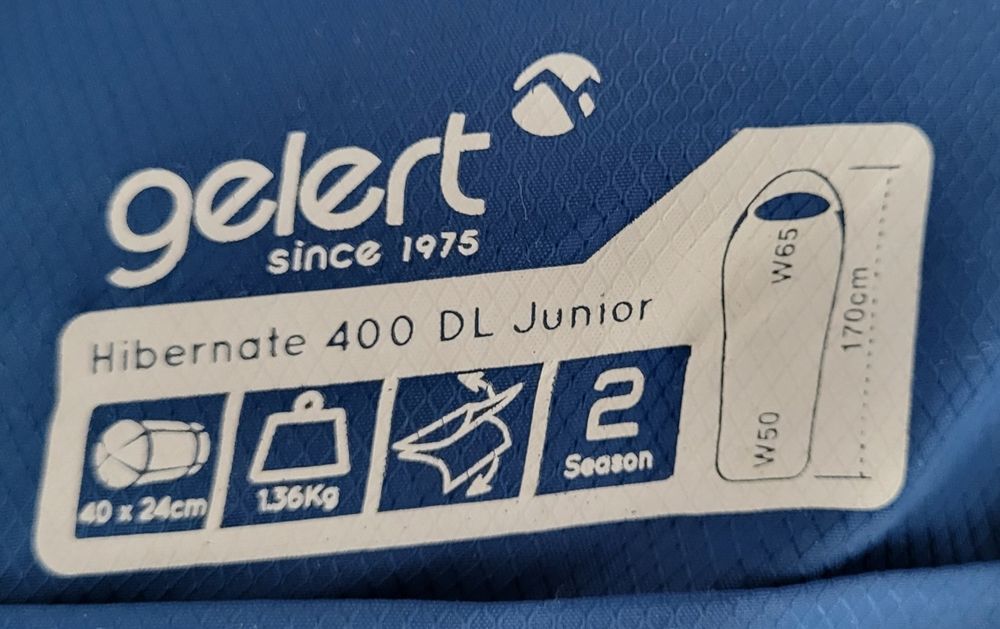 gelert
since 1975
Hibernate 400 DL Junior
40 x 24cm
1.36Kg
2
Season
W65
170cm
W50